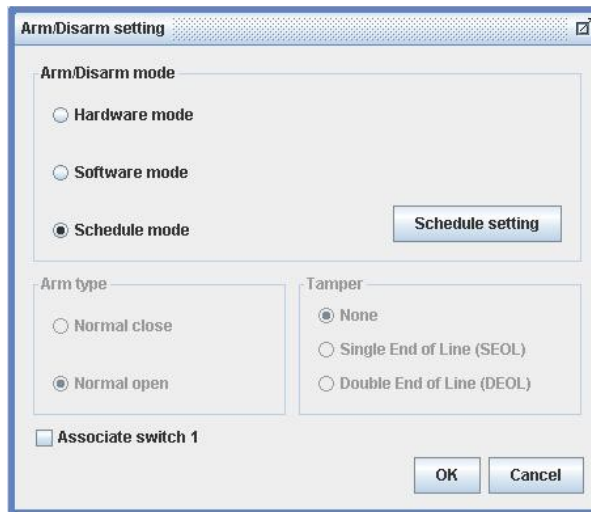 Arm/Disarm setting
Arm/Disarm mode
Hardware mode
Software mode
Schedule mode
Schedule setting
Arm type
Normal close
Normal open
Tamper
None
Single End of Line (SEOL)
Double End of Line (DEOL)
Associate switch 1
OK
Cancel